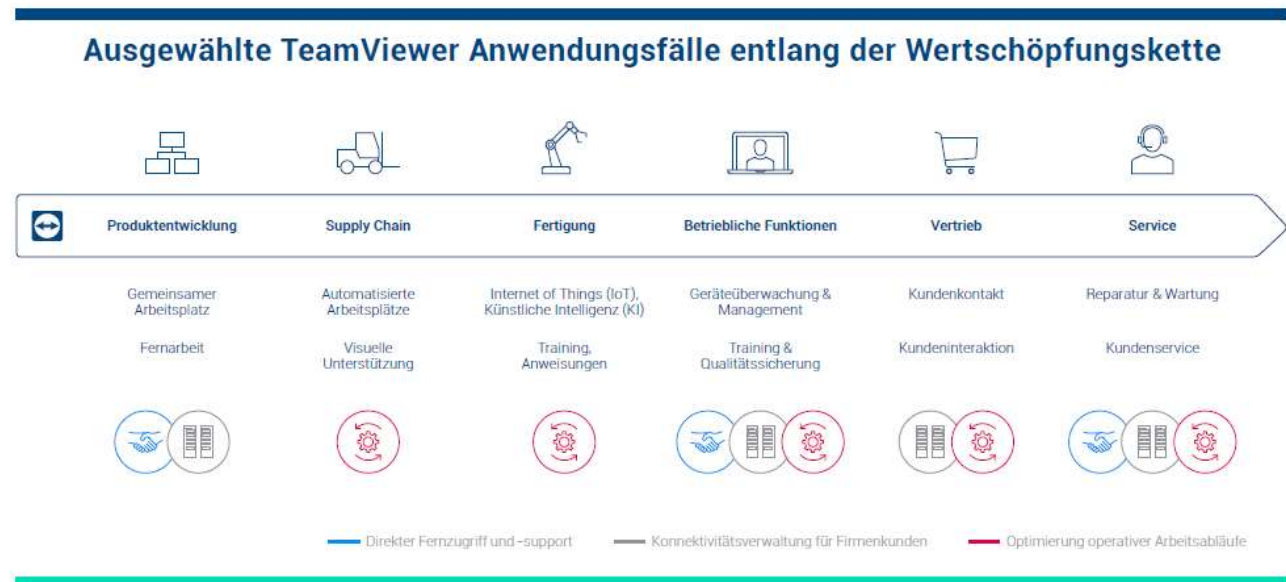 Ausgewählte TeamViewer Anwendungsfälle entlang der Wertschöpfungskette
Produktentwicklung
Supply Chain
Fertigung
Betriebliche Funktionen
Vertrieb
Service
Gemeinsamer
Arbeitsplatz
Automatisierte
Arbeitsplätze
Internet of Things (IoT),
Künstliche Intelligenz (KI)
Geräteüberwachung &
Management
Kundenkontakt
Reparatur & Wartung
Fernarbeit
Visuelle
Unterstützung
Training,
Anweisungen
Training &
Qualitätssicherung
Kundeninteraktion
Kundenservice
Direkter Fernzugriff und -support
Konnektivitätsverwaltung für Firmenkunden
Optimierung operativer Arbeitsabläufe